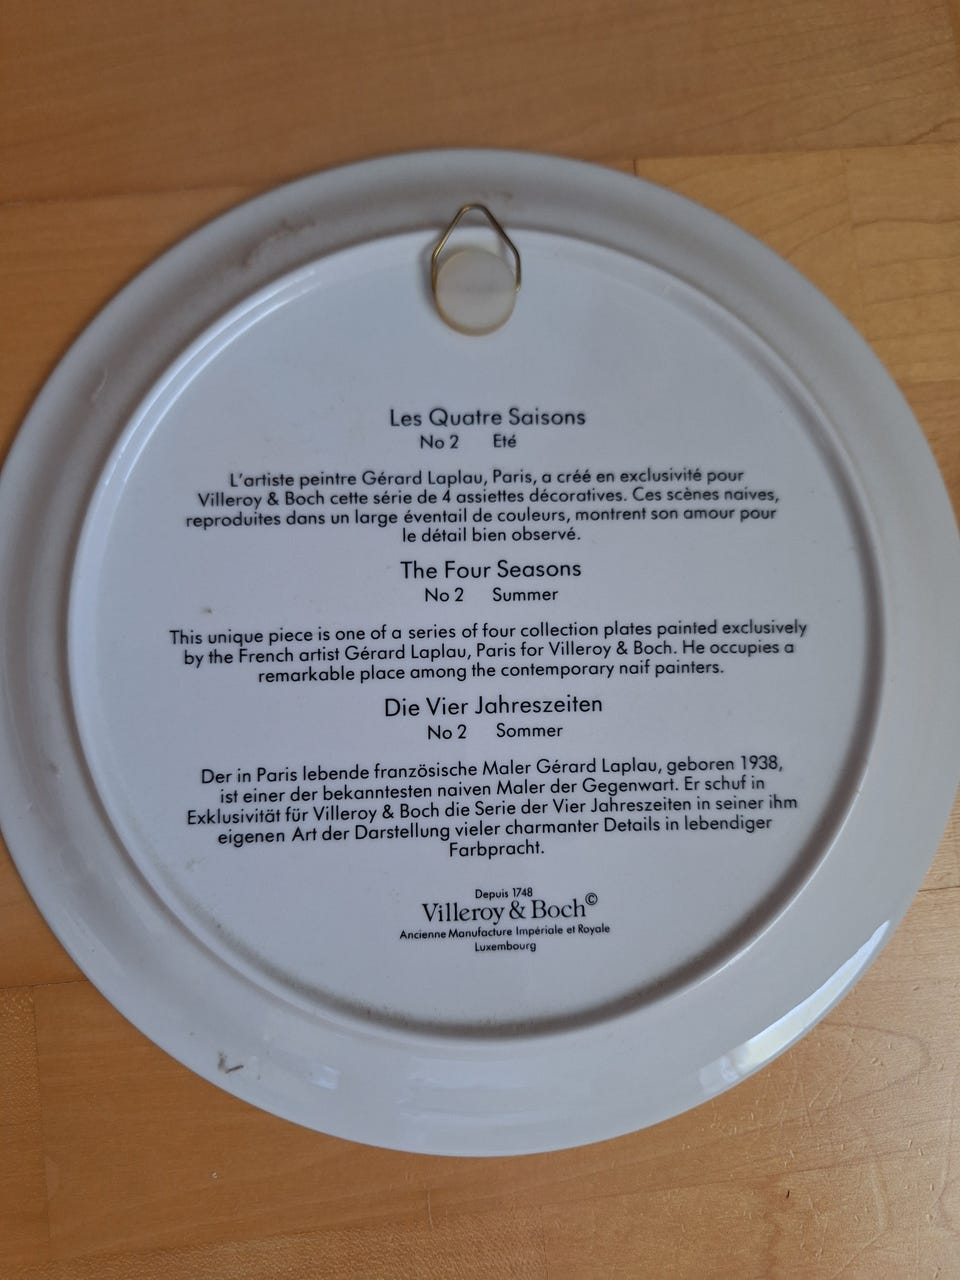 Les Quatre Saisons
No 2 Eté
L'artiste peintre Gérard Laplau, Paris, a créé en exclusivité pour
Villeroy & Boch cette série de 4 assiettes décoratives. Ces scènes naives,
reproduites dans un large éventail de couleurs, montrent son amour pour
le détail bien observé.
The Four Seasons
No 2 Summer
This unique piece is one of a series of four collection plates painted exclusively
by the French artist Gérard Laplau, Paris for Villeroy & Boch. He occupies a
remarkable place among the contemporary naif painters.
Die Vier Jahreszeiten
No 2 Sommer
Der in Paris lebende französische Maler Gérard Laplau, geboren 1938,
ist einer der bekanntesten naiven Maler der Gegenwart. Er schuf in
Exklusivität für Villeroy & Boch die Serie der Vier Jahreszeiten in seiner ihm
eigenen Art der Darstellung vieler charmanter Details in lebendiger
Farbpracht.
Depuis 1748
Villeroy & Boch©
Ancienne Manufacture Impériale et Royale
Luxembourg